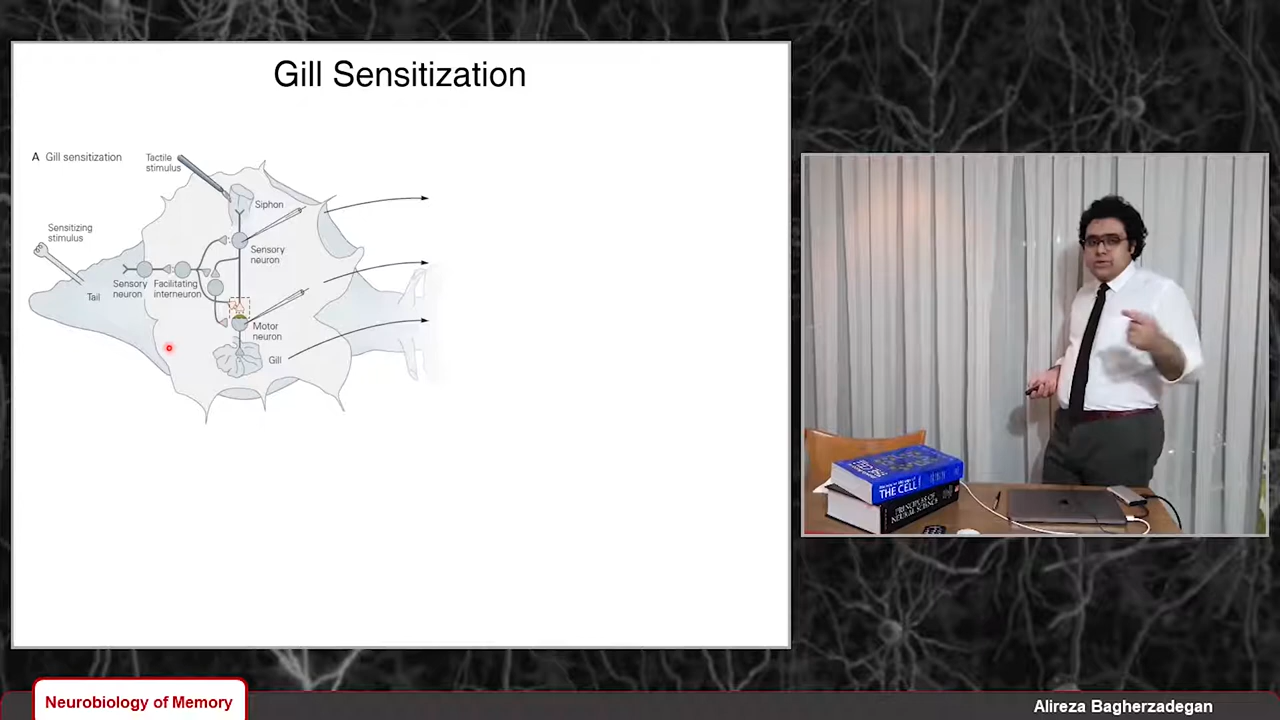 Gill Sensitization
A Gill sensitization
Tactile
stimulus
Siphon
Sensitizing
stimulus
Sensory
neuron
Sensory
neuron
Facilitating
interneuron
Tail
Motor
neuron
Gill
THE CELL
PRINCIPLES OF
NEURAL SCIENCE
Neurobiology of Memory
Alireza Bagherzadegan